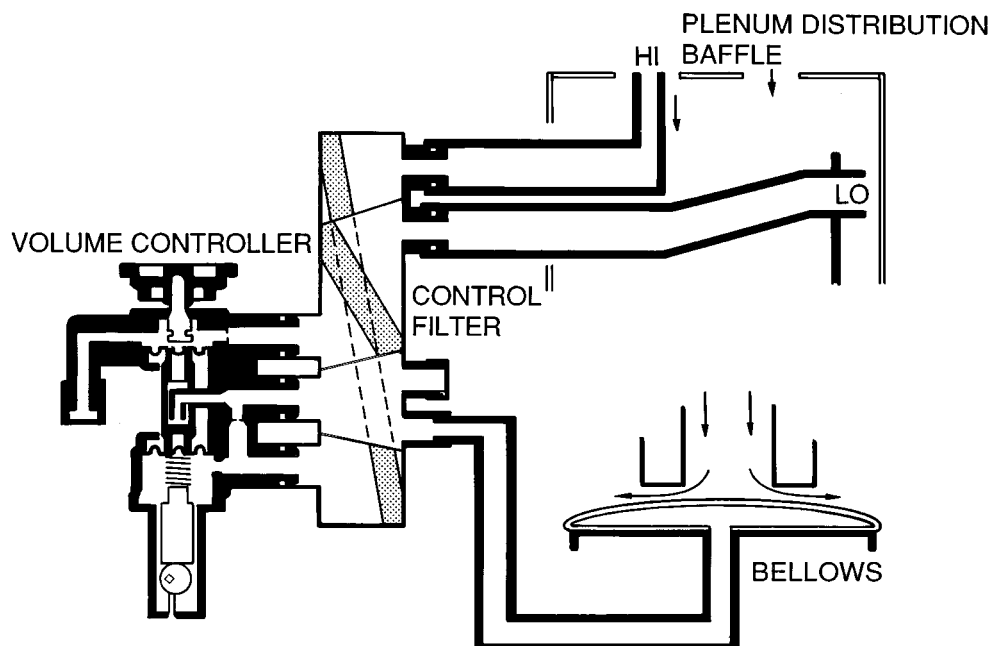 PLENUM DISTRIBUTION
BAFFLE
HI
LO
VOLUME CONTROLLER
CONTROL
FILTER
BELLOWS